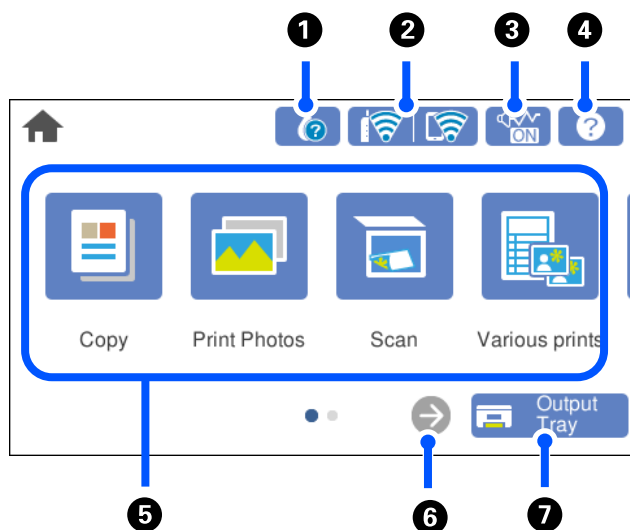 1 2 3 4
? ON ?
Copy Print Photos Scan Various prints
Output
Tray
5 6 7